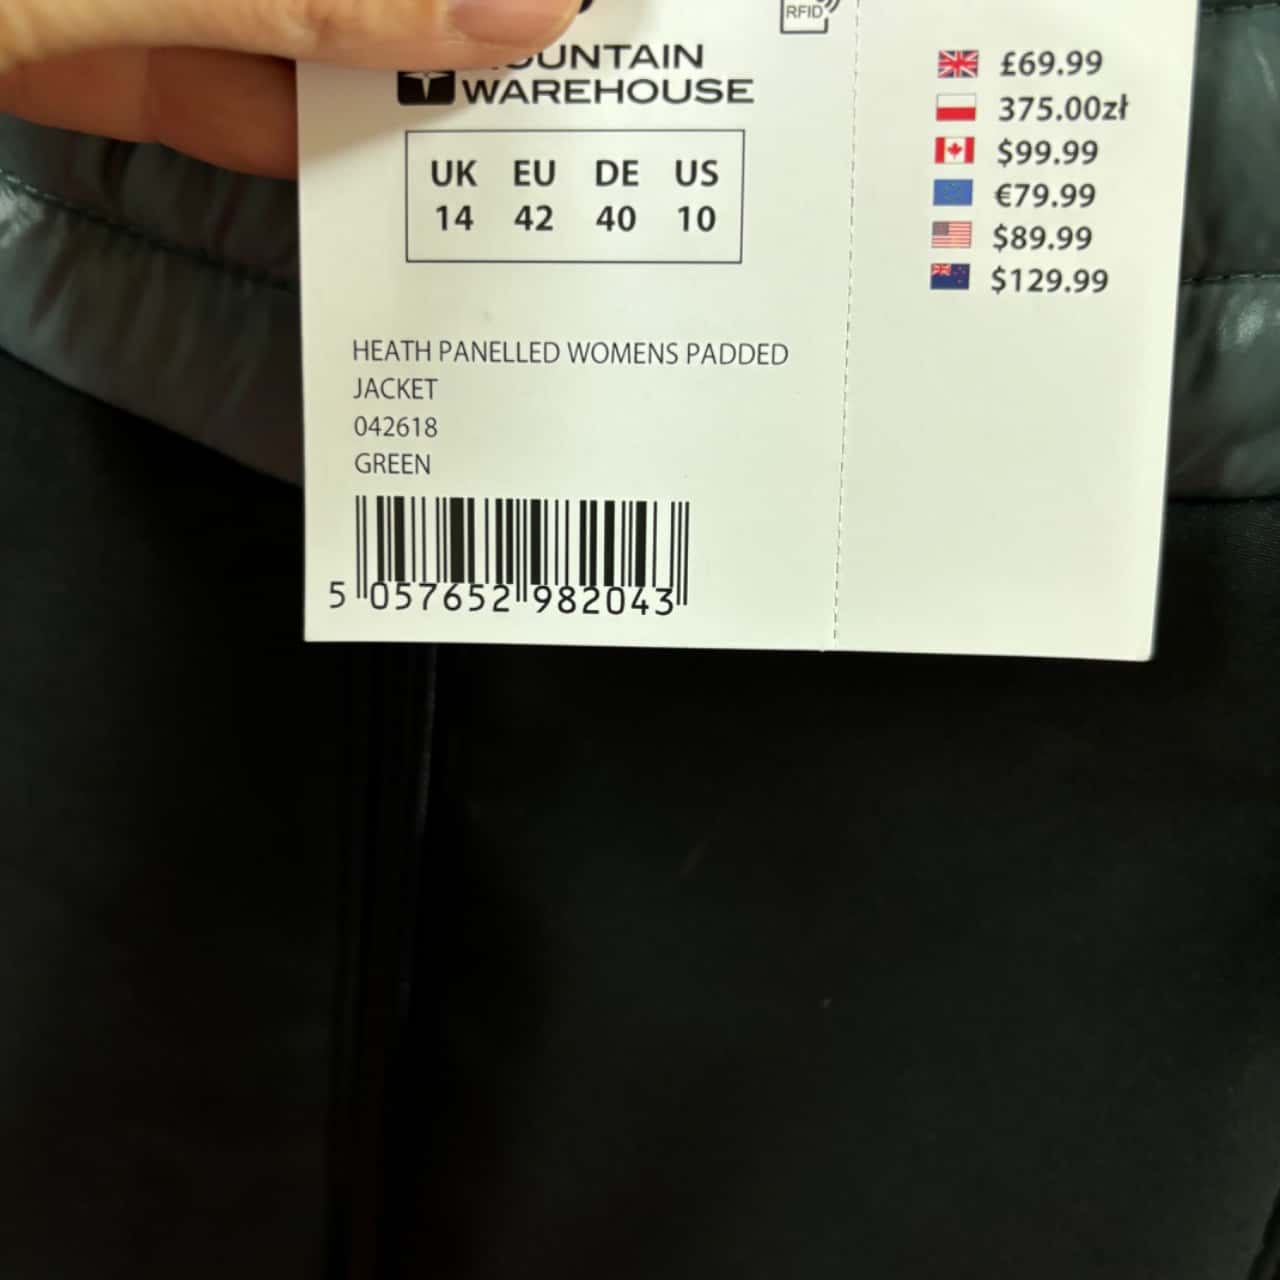 RFID
MOUNTAIN
WAREHOUSE
UK EU DE US
14 42 40 10
HEATH PANELLED WOMENS PADDED
JACKET
042618
GREEN
5 057652 982043
£69.99
375.00zł
$99.99
€79.99
$89.99
$129.99